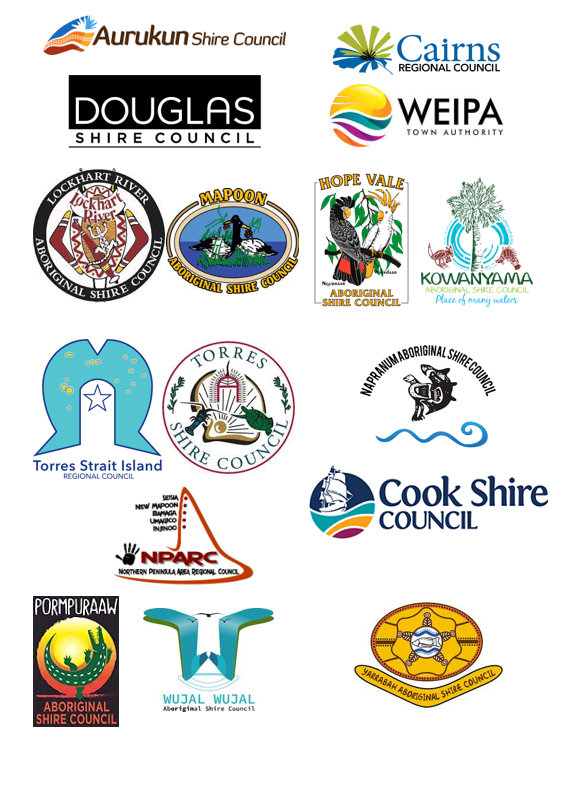 Aurukun Shire Council
Cairns
REGIONAL COUNCIL
DOUGLAS
SHIRE COUNCIL
WEIPA
TOWN AUTHORITY
LOCKHART RIVER
Lockhart
River
ABORIGINAL SHIRE COUNCIL
MAPOON
ABORIGINAL SHIRE COUNCIL
HOPE VALE
ABORIGINAL
SHIRE COUNCIL
KOWANYAMA
ABORIGINAL SHIRE COUNCIL
Place of many waters
Torres Strait Island
REGIONAL COUNCIL
TORRES
SHIRE COUNCIL
NAPRANUM ABORIGINAL SHIRE COUNCIL
Cook Shire
COUNCIL
SEISIA
NEW MAPOON
BAMAGA
UMAGICO
INJINOO
NPARC
NORTHERN PENINSULA AREA REGIONAL COUNCIL
PORMPURAAW
ABORIGINAL
SHIRE COUNCIL
WUJAL WUJAL
Aboriginal Shire Council
YARRABAH ABORIGINAL SHIRE COUNCIL